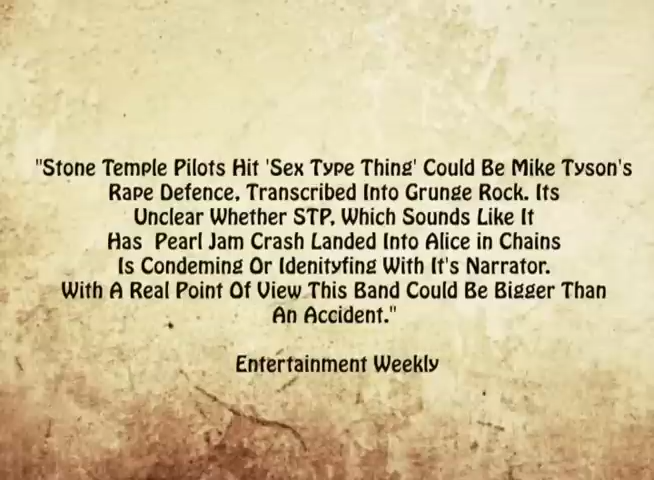 "Stone Temple Pilots Hit 'Sex Type Thing' Could Be Mike Tyson's
Rape Defence, Transcribed Into Grunge Rock. Its
Unclear Whether STP, Which Sounds Like It
Has Pearl Jam Crash Landed Into Alice in Chains
Is Condeming Or Idenityfing With It's Narrator.
With A Real Point Of View This Band Could Be Bigger Than
An Accident."
Entertainment Weekly